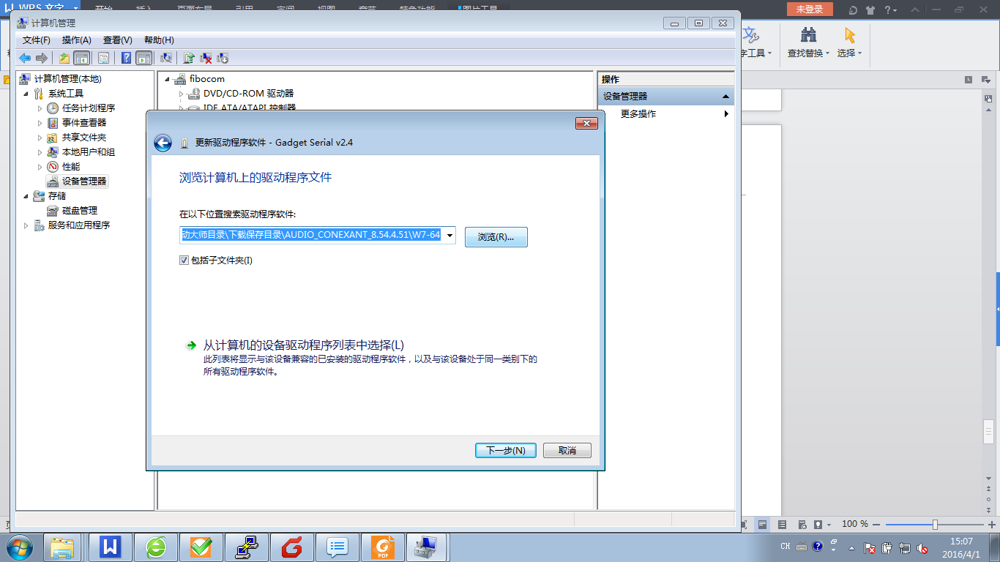 WPS 文字
未登录
计算机管理
文件(F) 操作(A) 查看(V) 帮助(H)
字工具 查找替换 选择
计算机管理(本地)
系统工具
任务计划程序
事件查看器
共享文件夹
本地用户和组
性能
设备管理器
存储
磁盘管理
服务和应用程序
fibocom
DVD/CD-ROM 驱动器
IDE ATA/ATAPI 控制器
操作
设备管理器
更多操作
更新驱动程序软件 - Gadget Serial v2.4
浏览计算机上的驱动程序文件
在以下位置搜索驱动程序软件:
动大师目录\下载保存目录\AUDIO_CONEXANT_8.54.4.51\W7-64
浏览(R)...
包括子文件夹(I)
从计算机的设备驱动程序列表中选择(L)
此列表将显示与该设备兼容的已安装的驱动程序软件，以及与该设备处于同一类别下的
所有驱动程序软件。
下一步(N) 取消
100 %
W
PDF
CH
15:07
2016/4/1